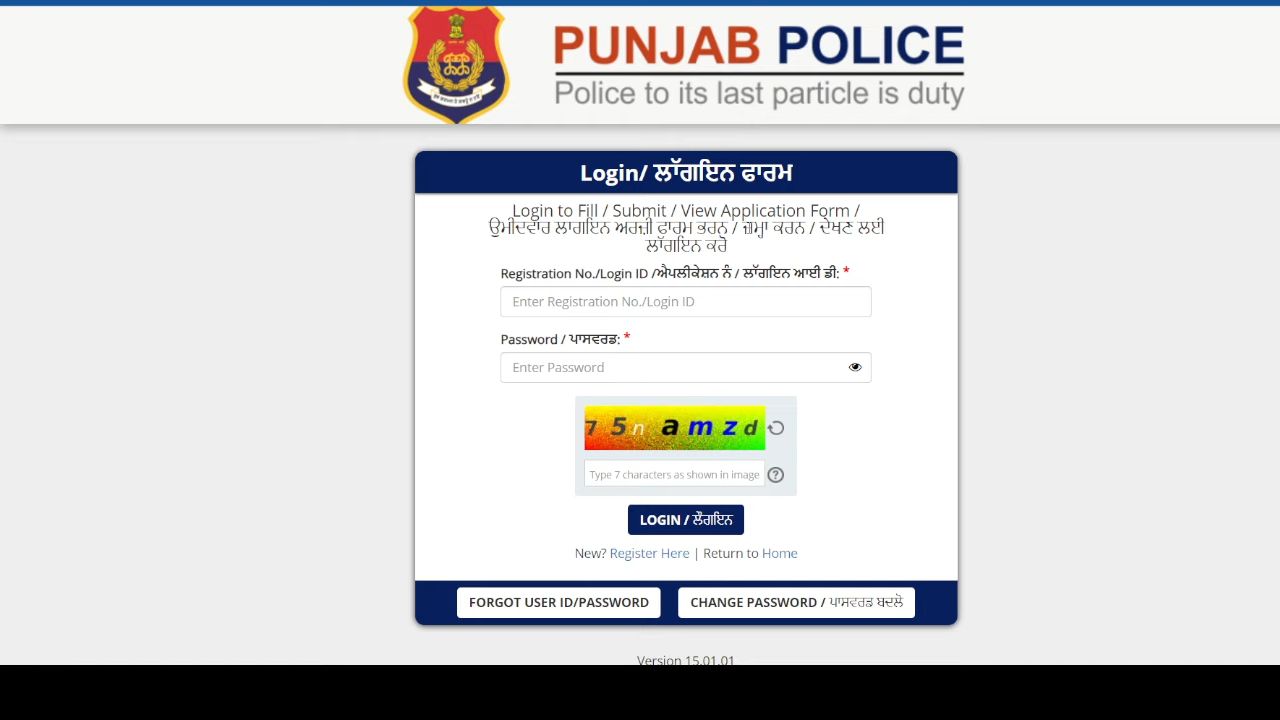 PUNJAB POLICE
Police to its last particle is duty
Login/ ਲਾੱਗਇਨ ਫਾਰਮ
Login to Fill / Submit / View Application Form /
ਉਮੀਦਵਾਰ ਲਾਗਇਨ ਅਰਜ਼ੀ ਫਾਰਮ ਭਰਨ / ਜ਼ਮ੍ਹਾ ਕਰਨ / ਦੇਖਣ ਲਈ
ਲਾੱਗਇਨ ਕਰੋ
Registration No./Login ID /ਐਪਲੀਕੇਸ਼ਨ ਨੰ / ਲਾੱਗਇਨ ਆਈ ਡੀ: *
Enter Registration No./Login ID
Password / ਪਾਸਵਰਡ: *
Enter Password
7 5 n a m z d
Type 7 characters as shown in image
LOGIN / ਲੌਗਇਨ
New? Register Here | Return to Home
FORGOT USER ID/PASSWORD
CHANGE PASSWORD / ਪਾਸਵਰਡ ਬਦਲੋ
Version 15.01.01